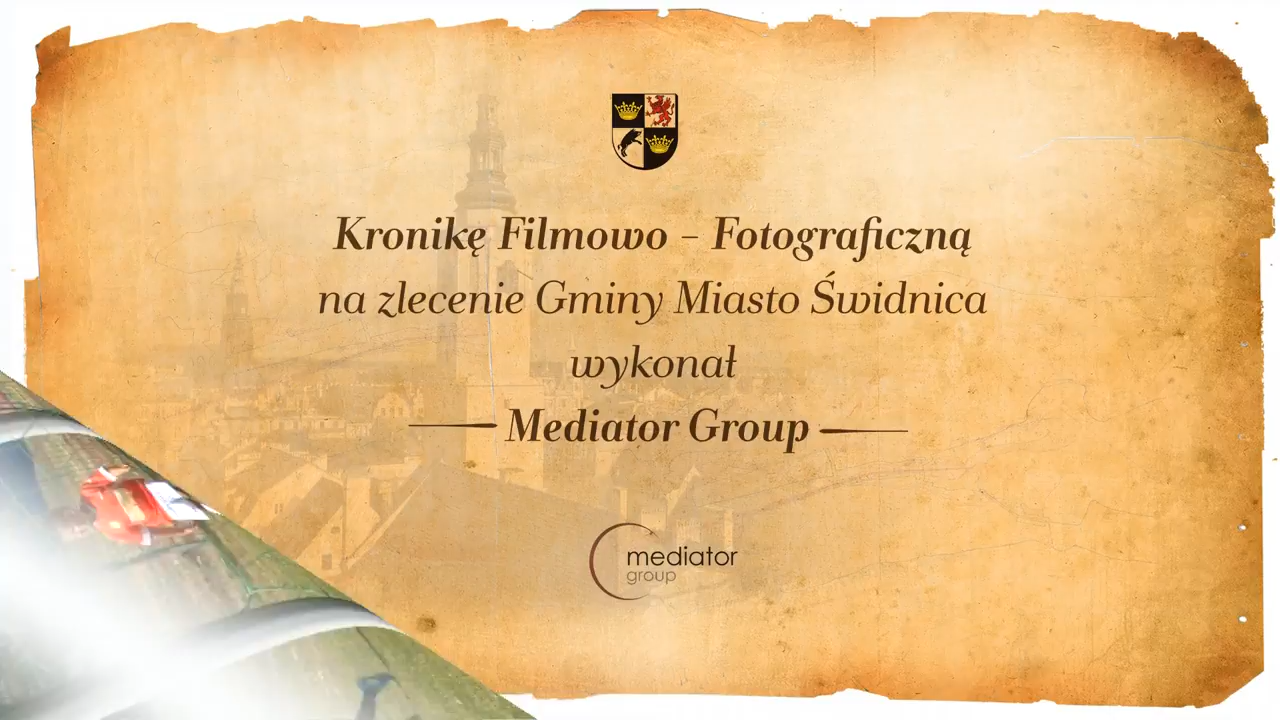 Kronikę Filmowo – Fotograficzną
na zlecenie Gminy Miasto Świdnica
wykonał
Mediator Group
mediator
group